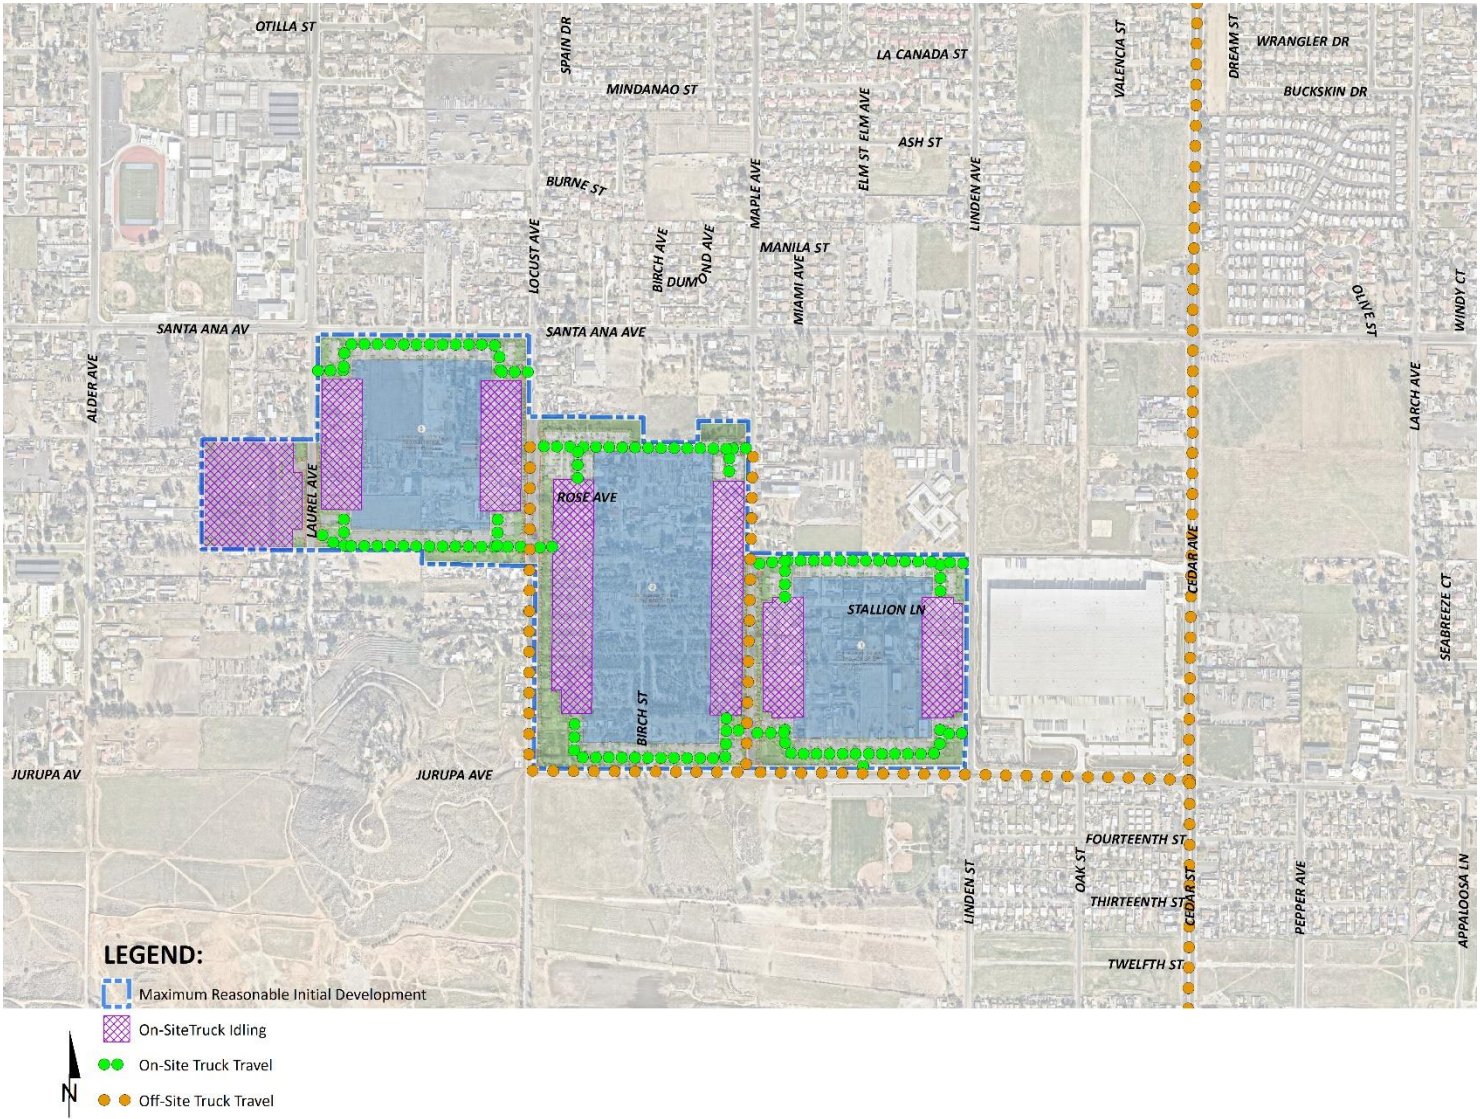 OTILLA ST
SPAIN DR
MINDANAO ST
LA CANADA ST
VALENCIA ST
DREAM ST
WRANGLER DR
BUCKSKIN DR
ELM AVE
ELM ST
ASH ST
BURNE ST
MAPLE AVE
LINDEN AVE
LOCUST AVE
BIRCH AVE
DUMOND AVE
MANILA ST
MIAMI AVE
OLIVE ST
WINDY CT
SANTA ANA AV
SANTA ANA AVE
ALDER AVE
LARCH AVE
LAUREL AVE
ROSE AVE
CEDAR AVE
STALLION LN
SEABREEZE CT
BIRCH ST
JURUPA AV
JURUPA AVE
FOURTEENTH ST
LINDEN ST
OAK ST
THIRTEENTH ST
CEDAR ST
PEPPER AVE
APPALOOSA LN
TWELFTH ST
LEGEND:
Maximum Reasonable Initial Development
On-SiteTruck Idling
On-Site Truck Travel
Off-Site Truck Travel
N